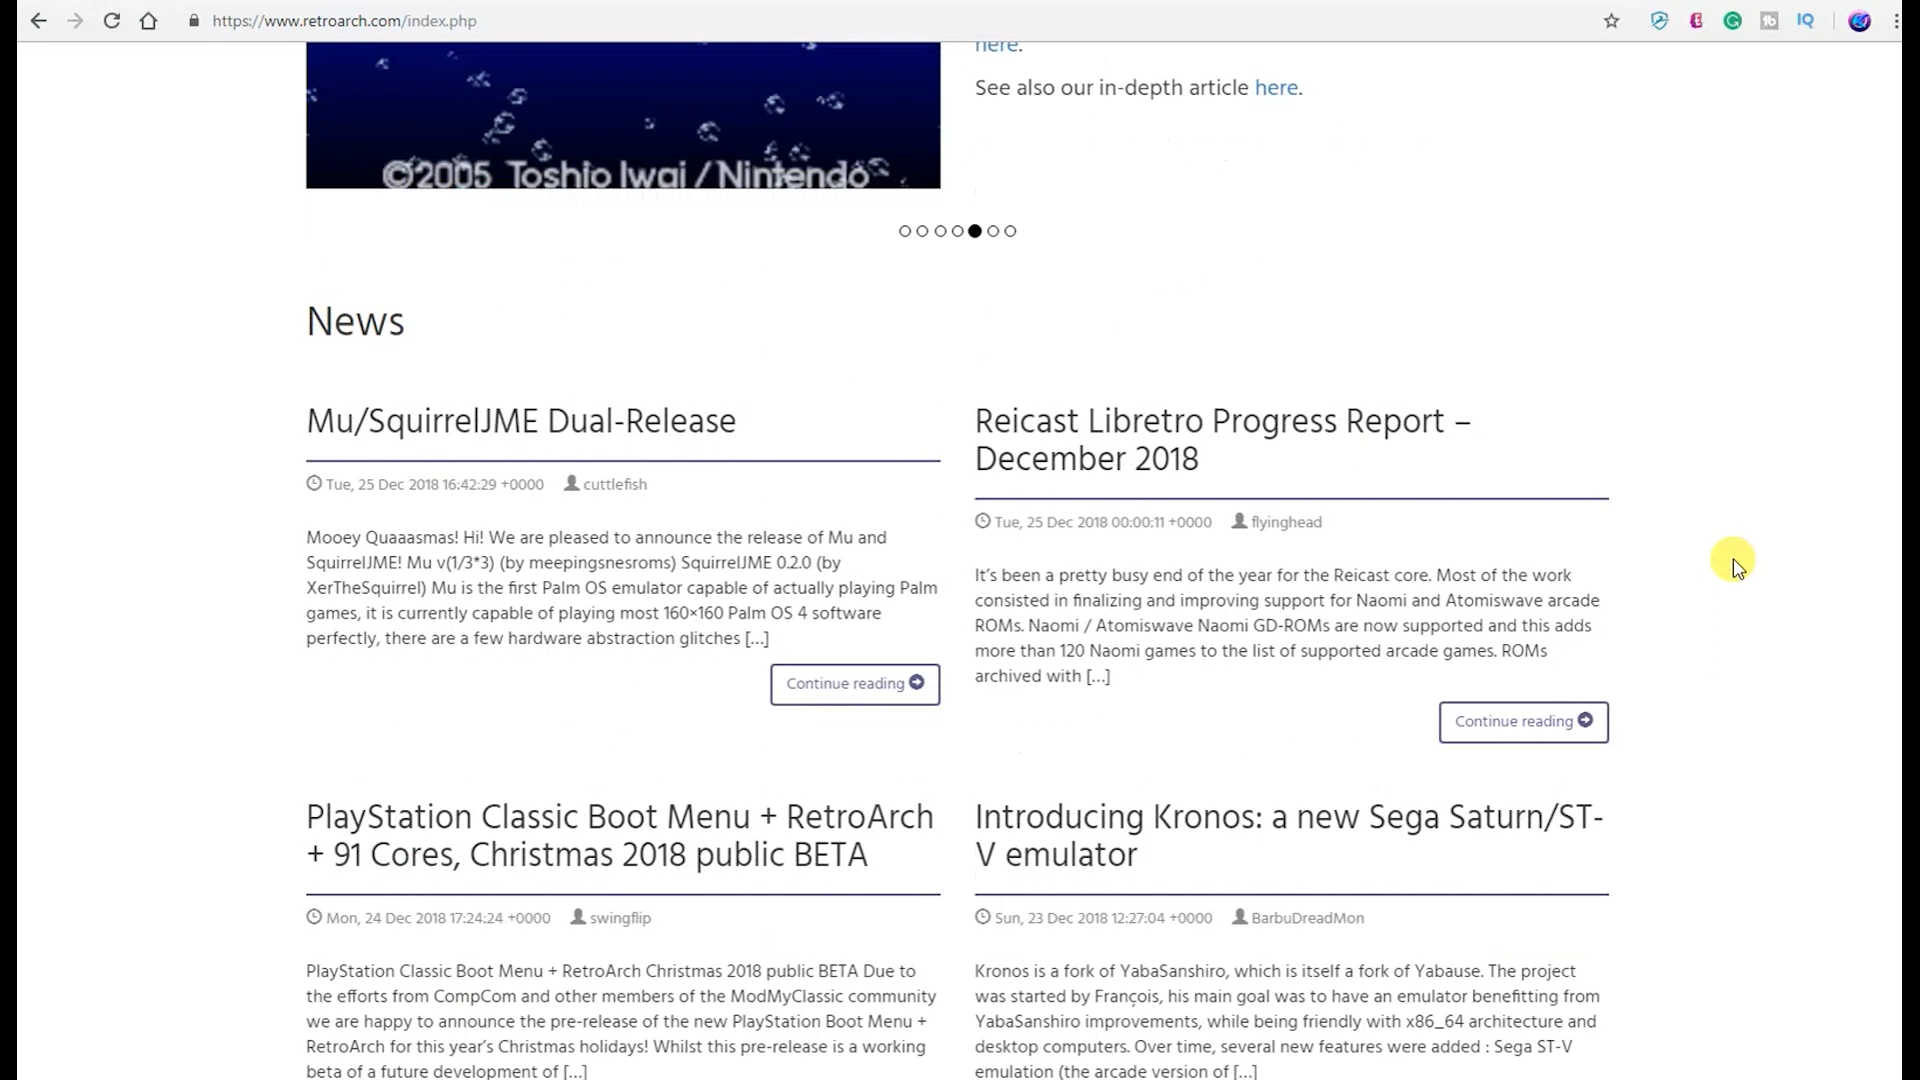 https://www.retroarch.com/index.php
IQ
here.
See also our in-depth article here.
©2005 Toshio Iwai / Nintendo
News
Mu/SquirrelJME Dual-Release
Tue, 25 Dec 2018 16:42:29 +0000 cuttlefish
Mooey Quaaasmas! Hi! We are pleased to announce the release of Mu and
SquirrelJME! Mu v(1/3*3) (by meepingsnesroms) SquirrelJME 0.2.0 (by
XerTheSquirrel) Mu is the first Palm OS emulator capable of actually playing Palm
games, it is currently capable of playing most 160×160 Palm OS 4 software
perfectly, there are a few hardware abstraction glitches [...]
Continue reading
Reicast Libretro Progress Report –
December 2018
Tue, 25 Dec 2018 00:00:11 +0000 flyinghead
It's been a pretty busy end of the year for the Reicast core. Most of the work
consisted in finalizing and improving support for Naomi and Atomiswave arcade
ROMs. Naomi / Atomiswave Naomi GD-ROMs are now supported and this adds
more than 120 Naomi games to the list of supported arcade games. ROMs
archived with [...]
Continue reading
PlayStation Classic Boot Menu + RetroArch
+ 91 Cores, Christmas 2018 public BETA
Mon, 24 Dec 2018 17:24:24 +0000 swingflip
PlayStation Classic Boot Menu + RetroArch Christmas 2018 public BETA Due to
the efforts from CompCom and other members of the ModMyClassic community
we are happy to announce the pre-release of the new PlayStation Boot Menu +
RetroArch for this year's Christmas holidays! Whilst this pre-release is a working
beta of a future development of [...]
Introducing Kronos: a new Sega Saturn/ST-
V emulator
Sun, 23 Dec 2018 12:27:04 +0000 BarbuDreadMon
Kronos is a fork of YabaSanshiro, which is itself a fork of Yabause. The project
was started by François, his main goal was to have an emulator benefitting from
YabaSanshiro improvements, while being friendly with x86_64 architecture and
desktop computers. Over time, several new features were added : Sega ST-V
emulation (the arcade version of [...]